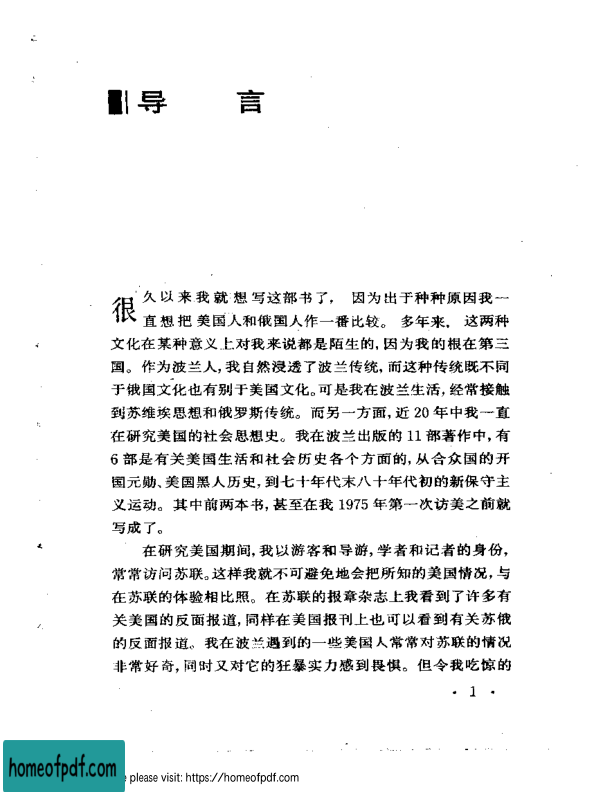 导 言
很久以来我就想写这部书了， 因为出于种种原因我一
直想把美国人和俄国人作一番比较。 多年来， 这两种
文化在某种意义上对我来说都是陌生的，因为我的根在第三
国。作为波兰人，我自然浸透了波兰传统，而这种传统既不同
于俄国文化也有别于美国文化。可是我在波兰生活，经常接触
到苏维埃思想和俄罗斯传统。而另一方面，近20年中我一直
在研究美国的社会思想史。我在波兰出版的11部著作中，有
6部是有关美国生活和社会历史各个方面的，从合众国的开
国元勋、美国黑人历史，到七十年代末八十年代初的新保守主
义运动。其中前两本书，甚至在我1975年第一次访美之前就
写成了。
在研究美国期间，我以游客和导游，学者和记者的身份，
常常访问苏联。这样我就不可避免地会把所知的美国情况，与
在苏联的体验相比照。在苏联的报章杂志上我看到了许多有
关美国的反面报道，同样在美国报刊上也可以看到有关苏俄
的反面报道。我在波兰遇到的一些美国人常常对苏联的情况
非常好奇，同时又对它的狂暴实力感到畏惧。但令我吃惊的
· 1 ·
homeofpdf.com
e please visit: https://homeofpdf.com